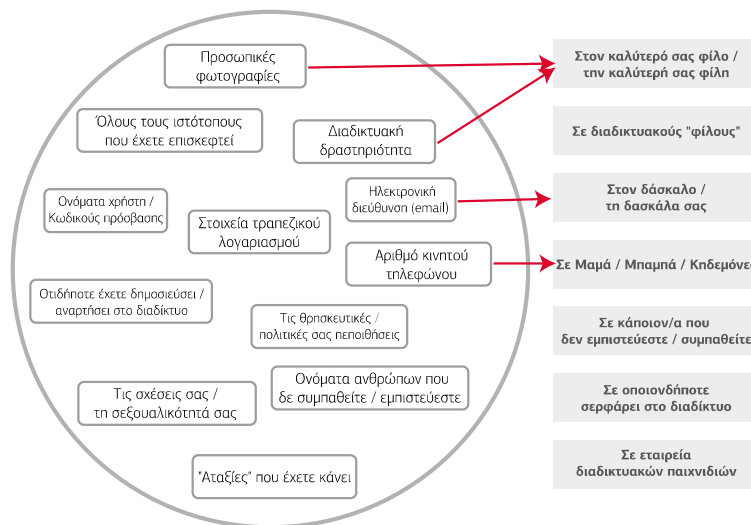 Προσωπικές
φωτογραφίες
Όλους τους ιστότοπους
που έχετε επισκεφτεί
Διαδικτυακή
δραστηριότητα
Ονόματα χρήστη /
Κωδικούς πρόσβασης
Στοιχεία τραπεζικού
λογαριασμού
Ηλεκτρονική
διεύθυνση (email)
Αριθμό κινητού
τηλεφώνου
Οτιδήποτε έχετε δημοσιεύσει /
αναρτήσει στο διαδίκτυο
Τις θρησκευτικές /
πολιτικές σας πεποιθήσεις
Τις σχέσεις σας /
τη σεξουαλικότητά σας
Ονόματα ανθρώπων που
δε συμπαθείτε / εμπιστεύεστε
"Αταξίες" που έχετε κάνει
Στον καλύτερό σας φίλο /
την καλύτερή σας φίλη
Σε διαδικτυακούς "φίλους"
Στον δάσκαλο /
τη δασκάλα σας
Σε Μαμά / Μπαμπά / Κηδεμόνες
Σε κάποιον/α που
δεν εμπιστεύεστε / συμπαθείτε
Σε οποιονδήποτε
σερφάρει στο διαδίκτυο
Σε εταιρεία
διαδικτυακών παιχνιδιών